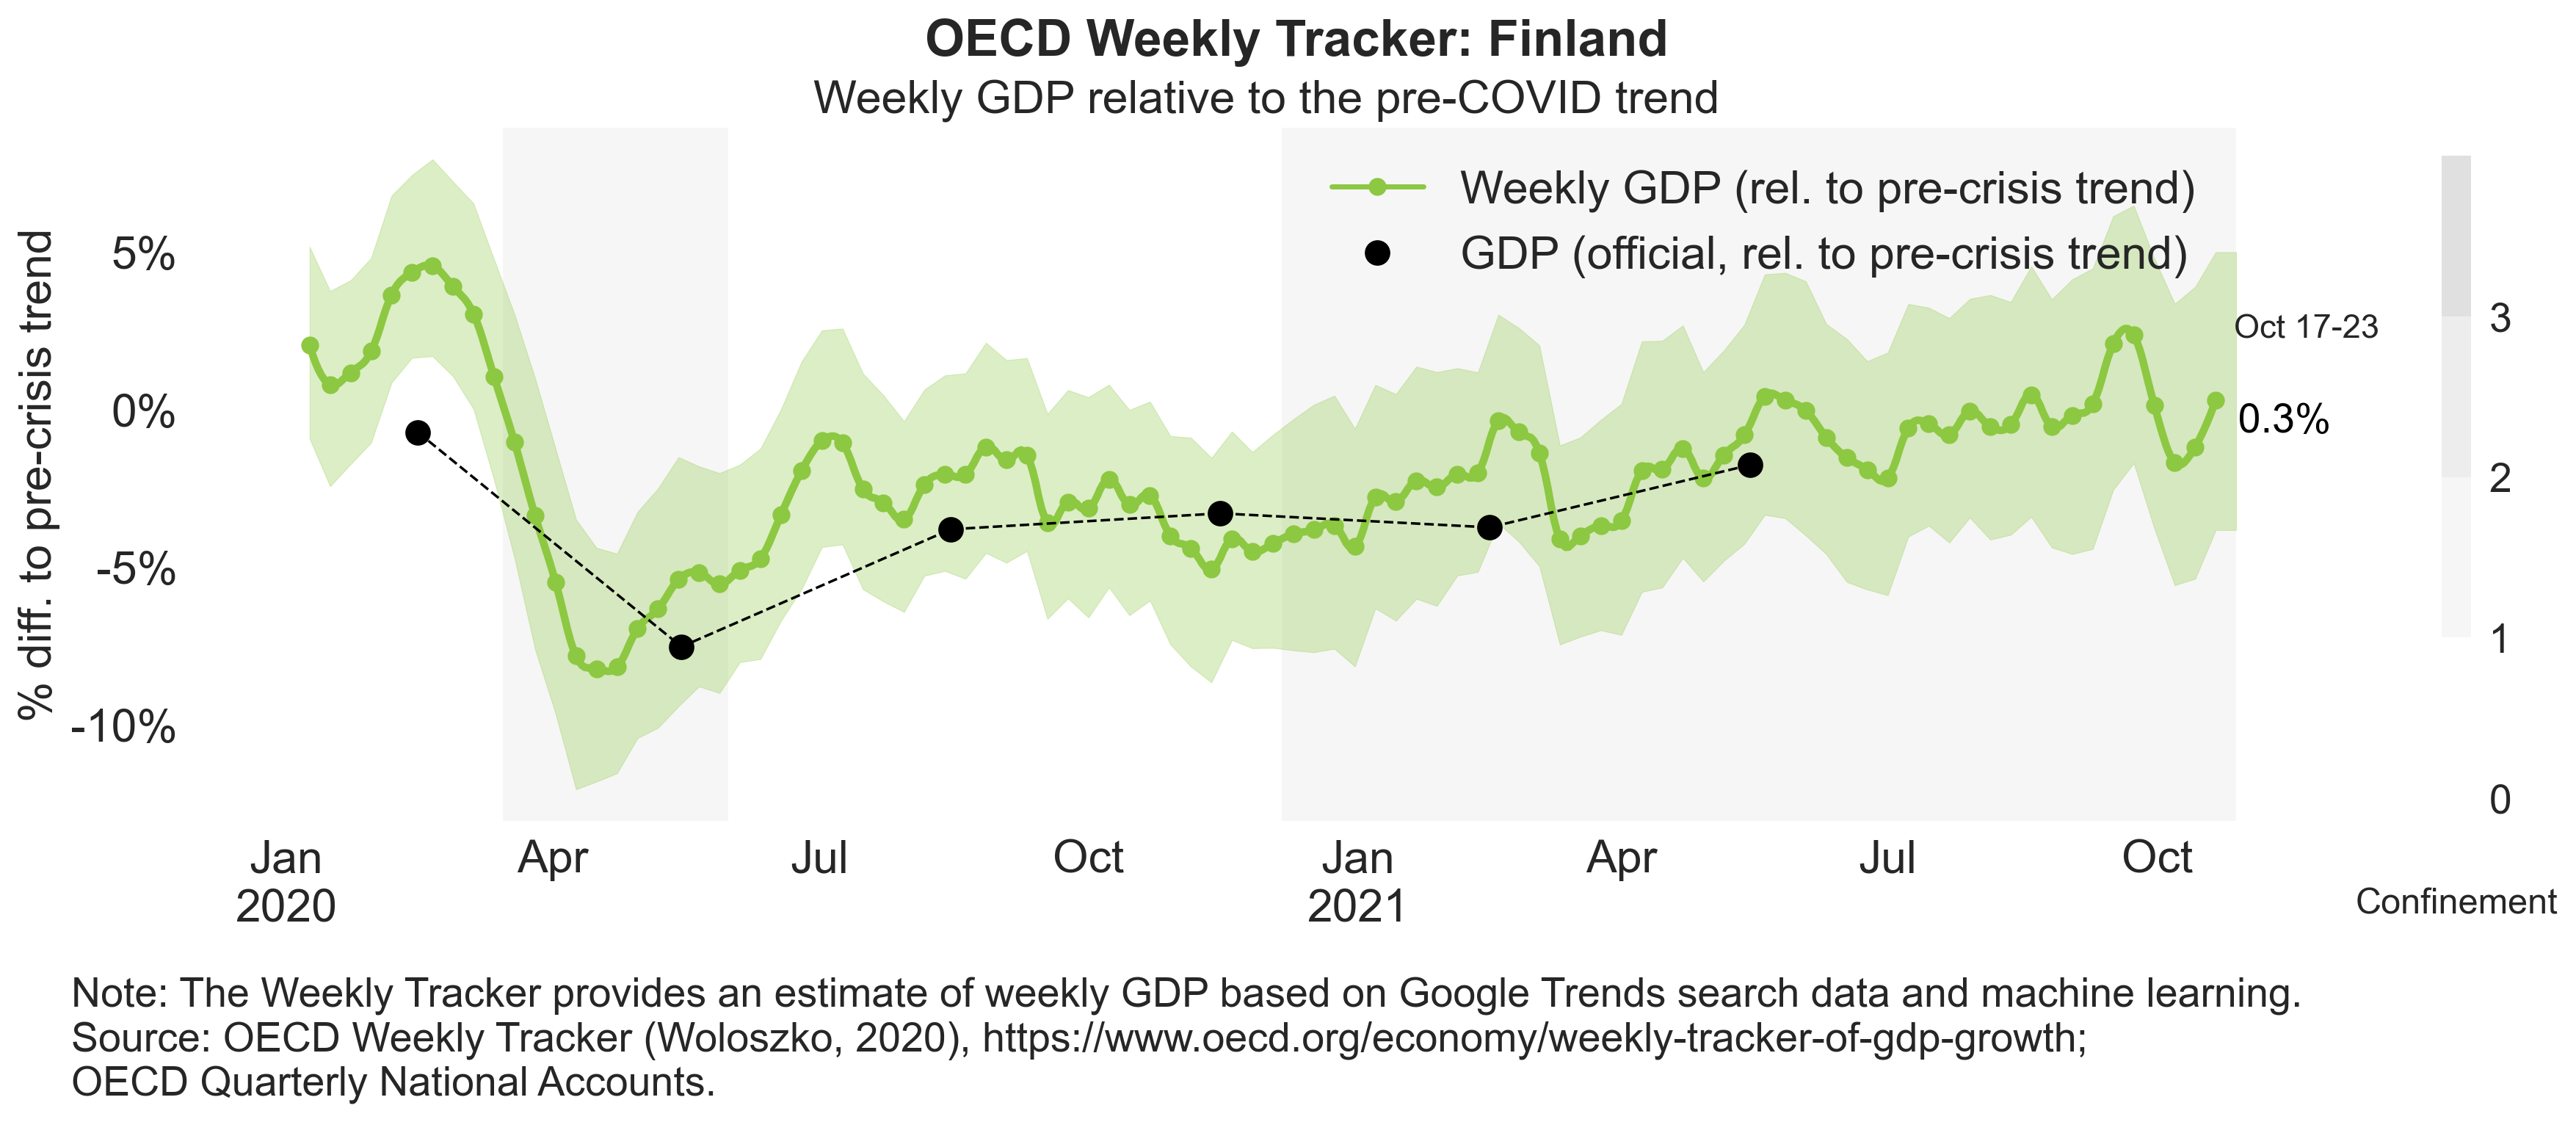 OECD Weekly Tracker: Finland
Weekly GDP relative to the pre-COVID trend
% diff. to pre-crisis trend
5%
0%
-5%
-10%
Weekly GDP (rel. to pre-crisis trend)
GDP (official, rel. to pre-crisis trend)
Oct 17-23
0.3%
3
2
1
0
Confinement
Jan Apr Jul Oct Jan Apr Jul Oct
2020 2021
Note: The Weekly Tracker provides an estimate of weekly GDP based on Google Trends search data and machine learning.
Source: OECD Weekly Tracker (Woloszko, 2020), https://www.oecd.org/economy/weekly-tracker-of-gdp-growth;
OECD Quarterly National Accounts.